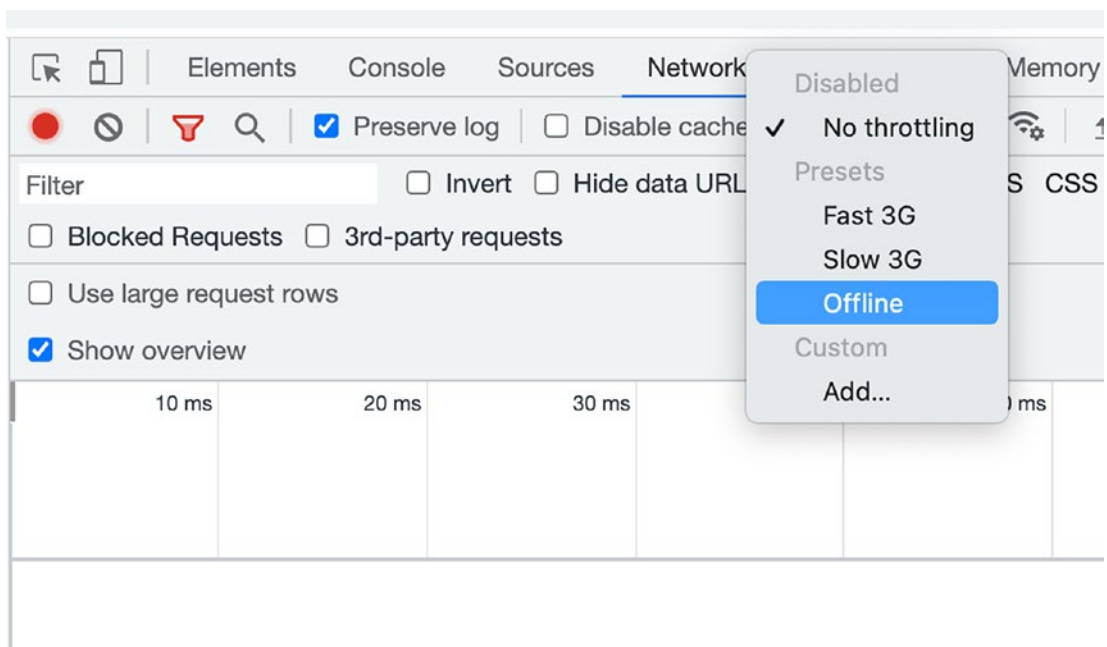 Elements Console Sources Network Memory
Preserve log Disable cache
Filter Invert Hide data URL S CSS
Blocked Requests 3rd-party requests
Use large request rows
Show overview
10 ms 20 ms 30 ms 0 ms
Disabled
✓ No throttling
Presets
Fast 3G
Slow 3G
Offline
Custom
Add...